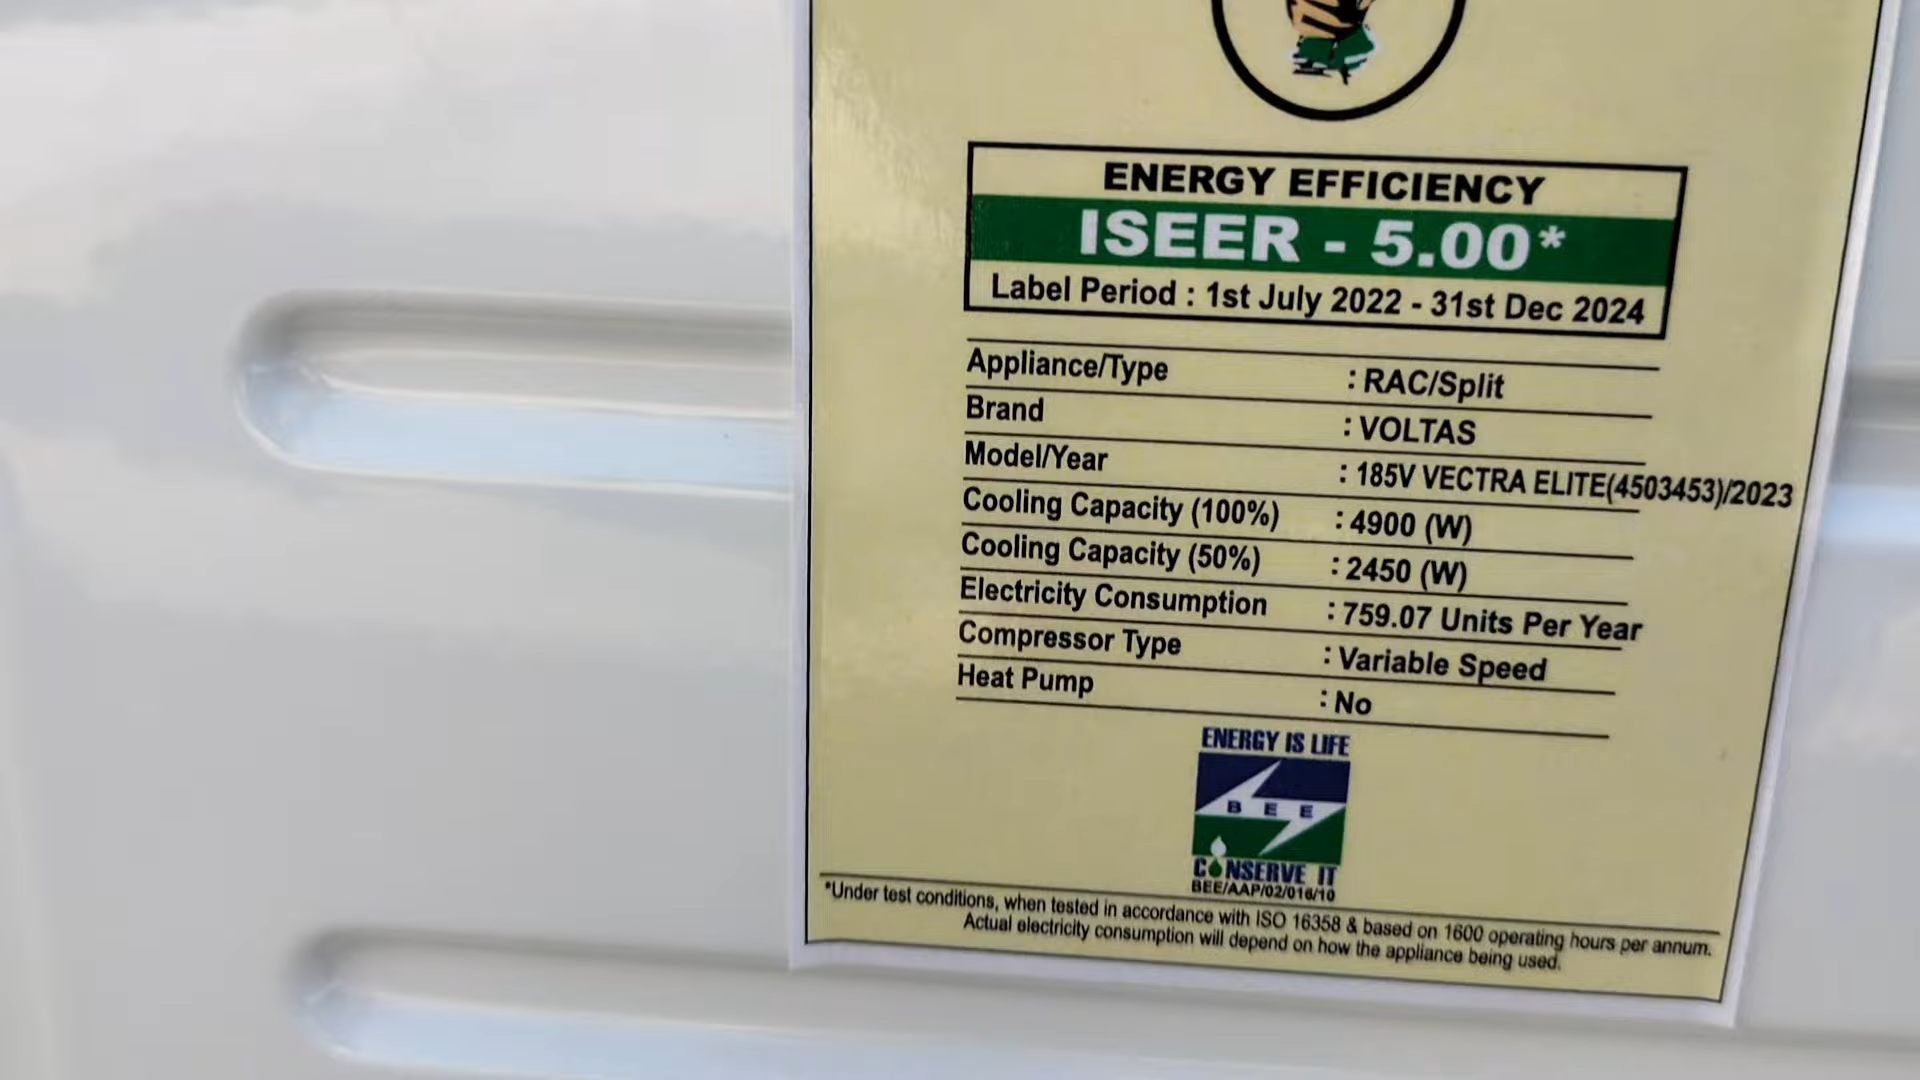 ENERGY EFFICIENCY
ISEER - 5.00*
Label Period : 1st July 2022 - 31st Dec 2024
Appliance/Type : RAC/Split
Brand : VOLTAS
Model/Year : 185V VECTRA ELITE(4503453)/2023
Cooling Capacity (100%) : 4900 (W)
Cooling Capacity (50%) : 2450 (W)
Electricity Consumption : 759.07 Units Per Year
Compressor Type : Variable Speed
Heat Pump : No
ENERGY IS LIFE
BEE
CONSERVE IT
BEE/AAP/02/016/10
*Under test conditions, when tested in accordance with ISO 16358 & based on 1600 operating hours per annum.
Actual electricity consumption will depend on how the appliance being used.